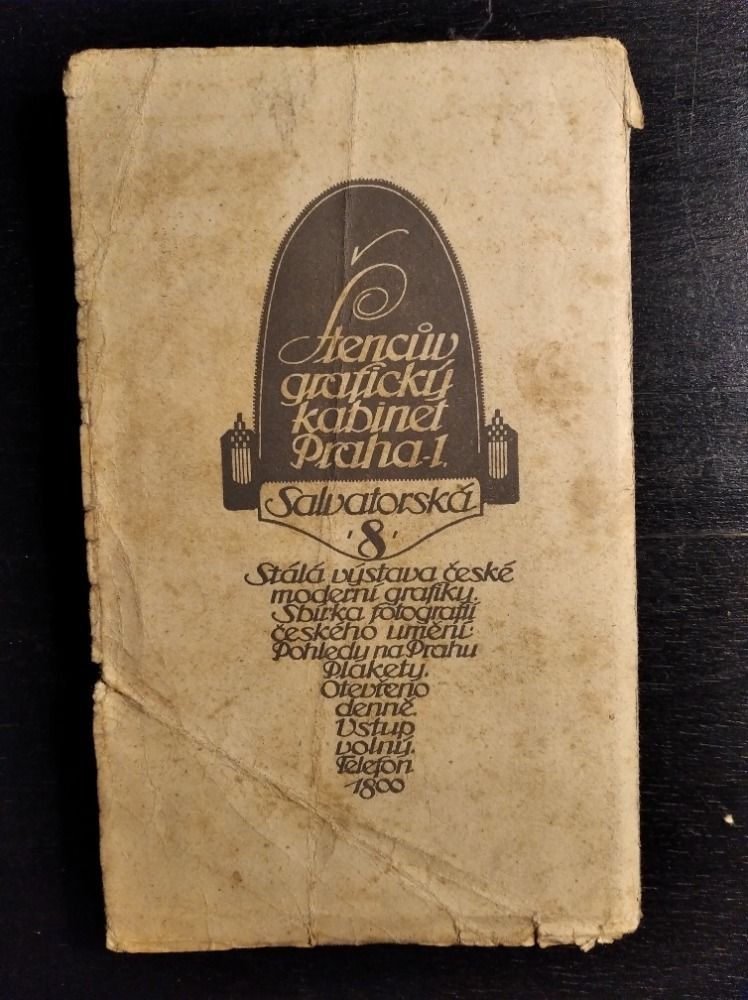 Štencův
grafický
kabinet
Praha-1.
Salvatorská
8
Stálá výstava české
moderní grafiky.
Sbírka fotografií
českého umění:
Pohledy na Prahu
Plakety.
Otevřeno
denně.
Vstup
volný.
Telefon
1800